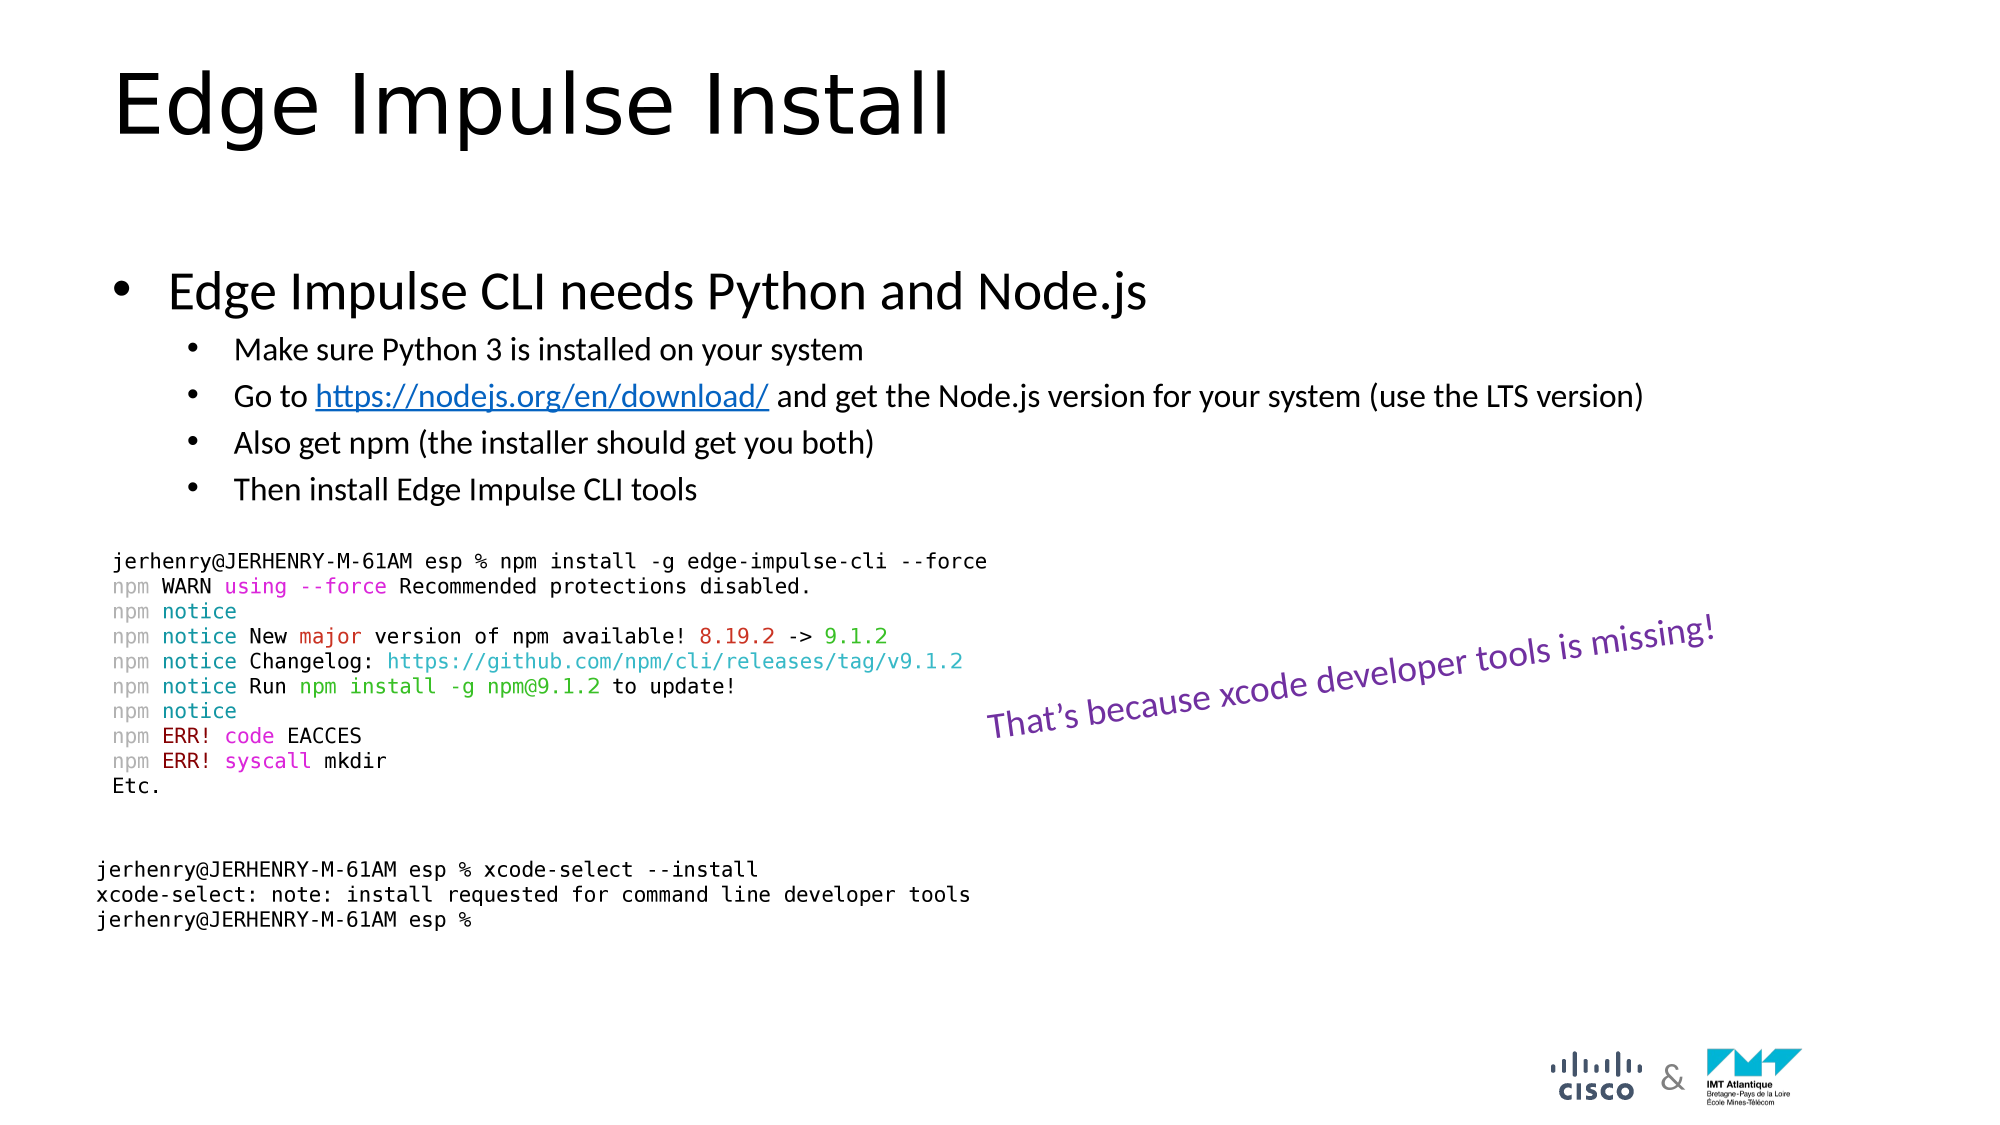 Edge Impulse Install
• Edge Impulse CLI needs Python and Node.js
• Make sure Python 3 is installed on your system
• Go to https://nodejs.org/en/download/ and get the Node.js version for your system (use the LTS version)
• Also get npm (the installer should get you both)
• Then install Edge Impulse CLI tools
jerhenry@JERHENRY-M-61AM esp % npm install -g edge-impulse-cli --force
npm WARN using --force Recommended protections disabled.
npm notice
npm notice New major version of npm available! 8.19.2 -> 9.1.2
npm notice Changelog: https://github.com/npm/cli/releases/tag/v9.1.2
npm notice Run npm install -g npm@9.1.2 to update!
npm notice
npm ERR! code EACCES
npm ERR! syscall mkdir
Etc.
That’s because xcode developer tools is missing!
jerhenry@JERHENRY-M-61AM esp % xcode-select --install
xcode-select: note: install requested for command line developer tools
jerhenry@JERHENRY-M-61AM esp %
CISCO & IMT Atlantique
Bretagne-Pays de la Loire
École Mines-Télécom